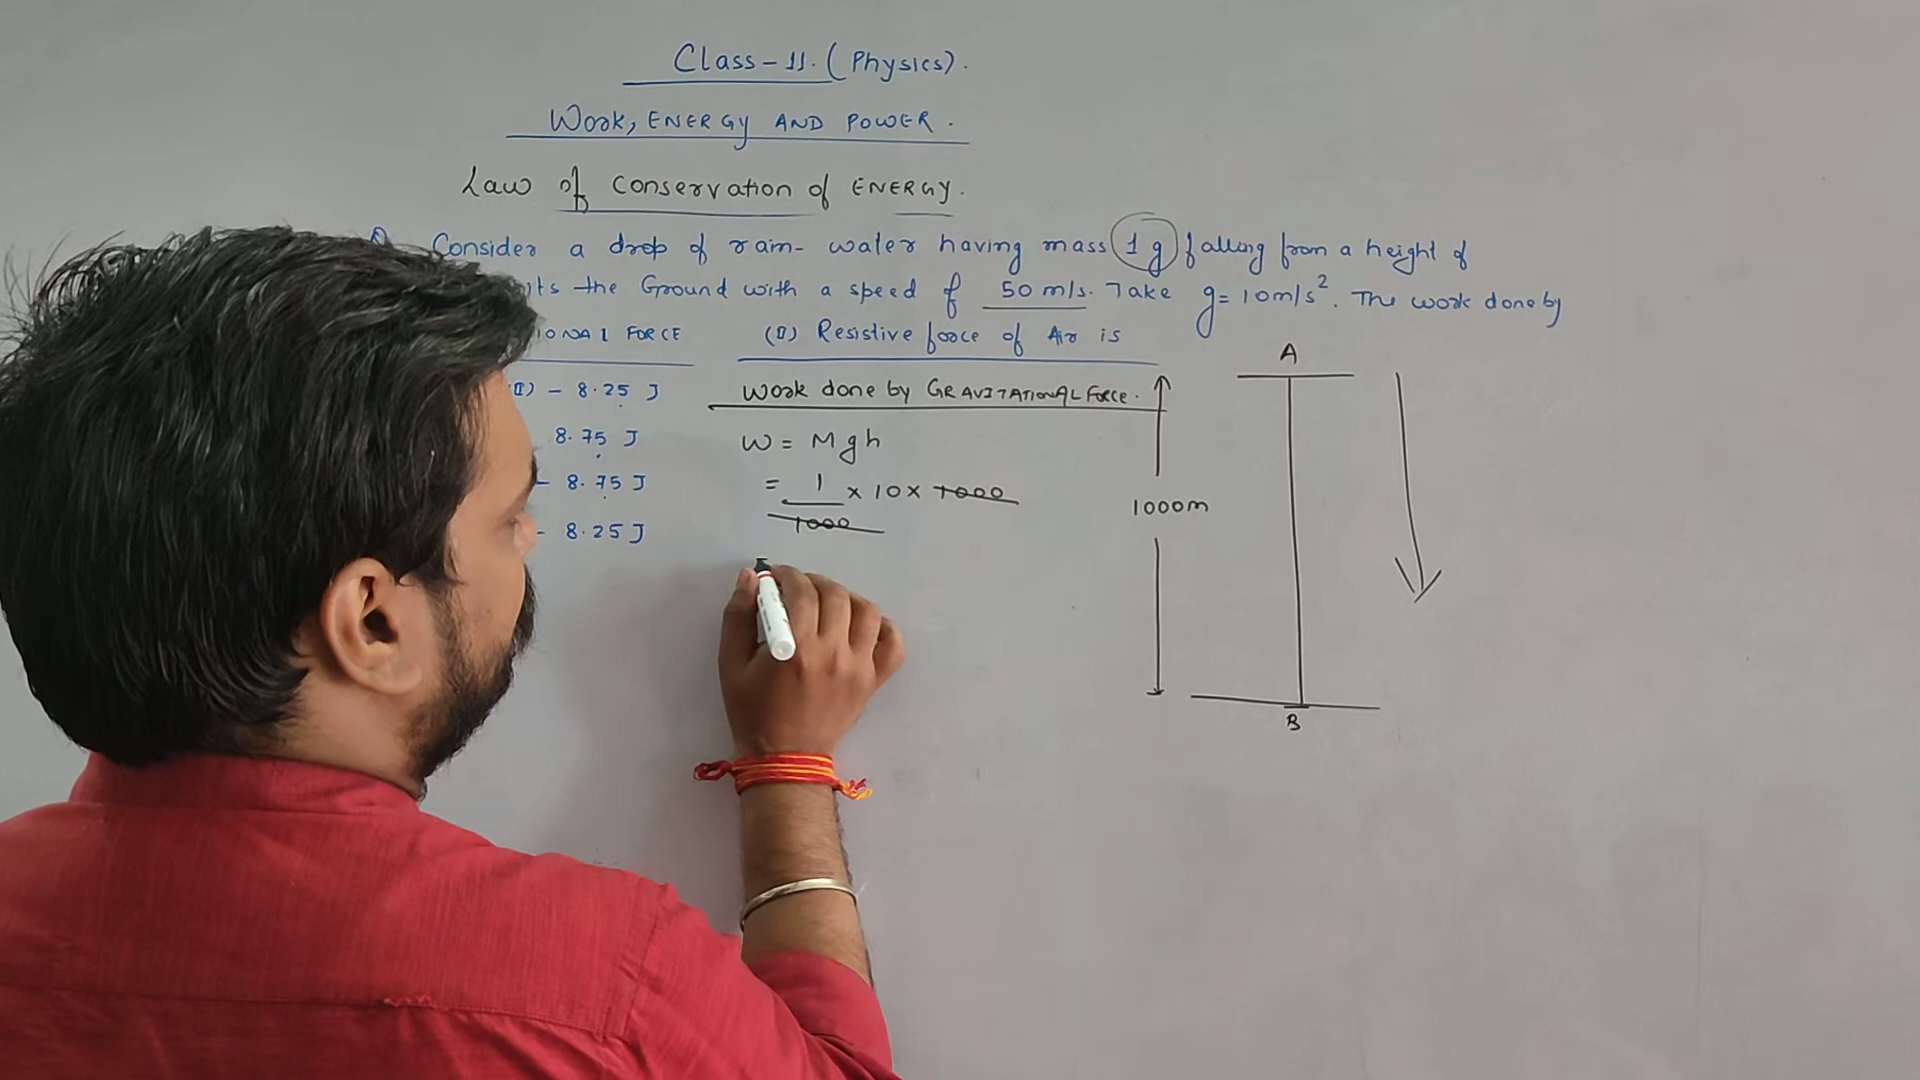 Class-11. (Physics).
Work, ENERGY AND POWER.
Law of Conservation of ENERGY.
Consider a drop of rain-water having mass 1g falling from a height of
the Ground with a speed of 50 m/s. Take g = 10m/s². The work done by
FORCE (II) Resistive force of Air is
- 8.25 J
8.75 J
- 8.75 J
- 8.25 J
Work done by GRAVITATIONAL FORCE.
W = Mgh
= 1/1000 × 10 × 1000
A
1000m
B